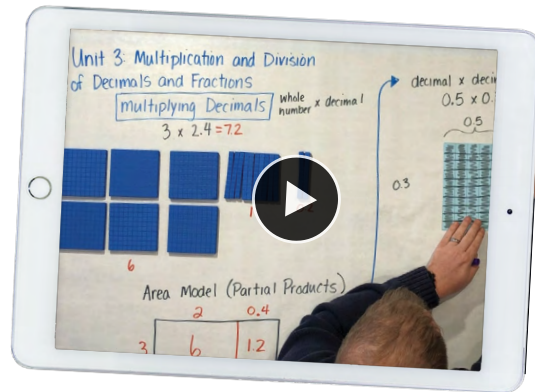 Unit 3: Multiplication and Division
of Decimals and Fractions
multiplying Decimals
whole
number x decimal
3 x 2.4 = 7.2
6
1
Area Model (Partial Products)
2 0.4
3 6 1.2
decimal x deci
0.5 x 0.
0.5
0.3